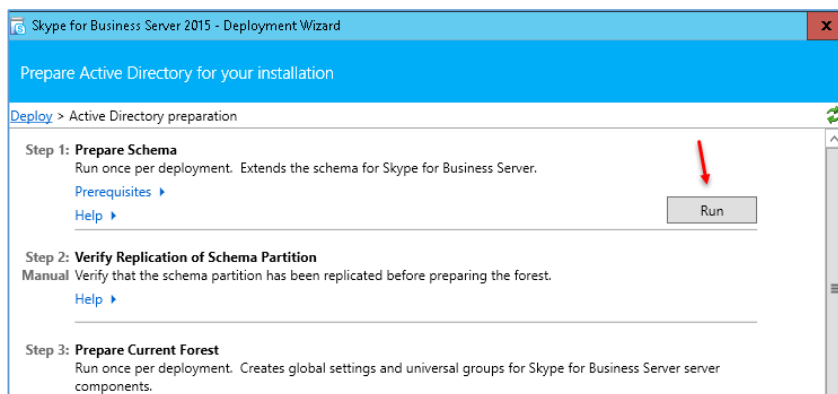 Skype for Business Server 2015 - Deployment Wizard
x
Prepare Active Directory for your installation
Deploy > Active Directory preparation
Step 1: Prepare Schema
Run once per deployment. Extends the schema for Skype for Business Server.
Prerequisites
Help
Run
Step 2: Verify Replication of Schema Partition
Manual Verify that the schema partition has been replicated before preparing the forest.
Help
Step 3: Prepare Current Forest
Run once per deployment. Creates global settings and universal groups for Skype for Business Server server
components.